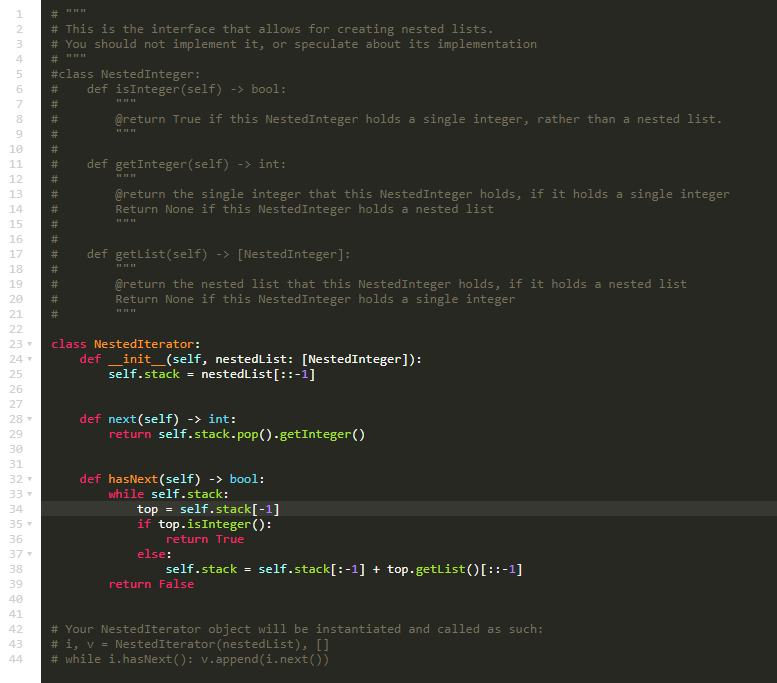 1 # """
2 # This is the interface that allows for creating nested lists.
3 # You should not implement it, or speculate about its implementation
4 # """
5 #class NestedInteger:
6 #    def isInteger(self) -> bool:
7 #        """
8 #        @return True if this NestedInteger holds a single integer, rather than a nested list.
9 #        """
10 #
11 #    def getInteger(self) -> int:
12 #        """
13 #        @return the single integer that this NestedInteger holds, if it holds a single integer
14 #        Return None if this NestedInteger holds a nested list
15 #        """
16 #
17 #    def getList(self) -> [NestedInteger]:
18 #        """
19 #        @return the nested list that this NestedInteger holds, if it holds a nested list
20 #        Return None if this NestedInteger holds a single integer
21 #        """
22
23 class NestedIterator:
24     def __init__(self, nestedList: [NestedInteger]):
25         self.stack = nestedList[::-1]
26
27
28     def next(self) -> int:
29         return self.stack.pop().getInteger()
30
31
32     def hasNext(self) -> bool:
33         while self.stack:
34             top = self.stack[-1]
35             if top.isInteger():
36                 return True
37             else:
38                 self.stack = self.stack[:-1] + top.getList()[::-1]
39         return False
40
41
42 # Your NestedIterator object will be instantiated and called as such:
43 # i, v = NestedIterator(nestedList), []
44 # while i.hasNext(): v.append(i.next())